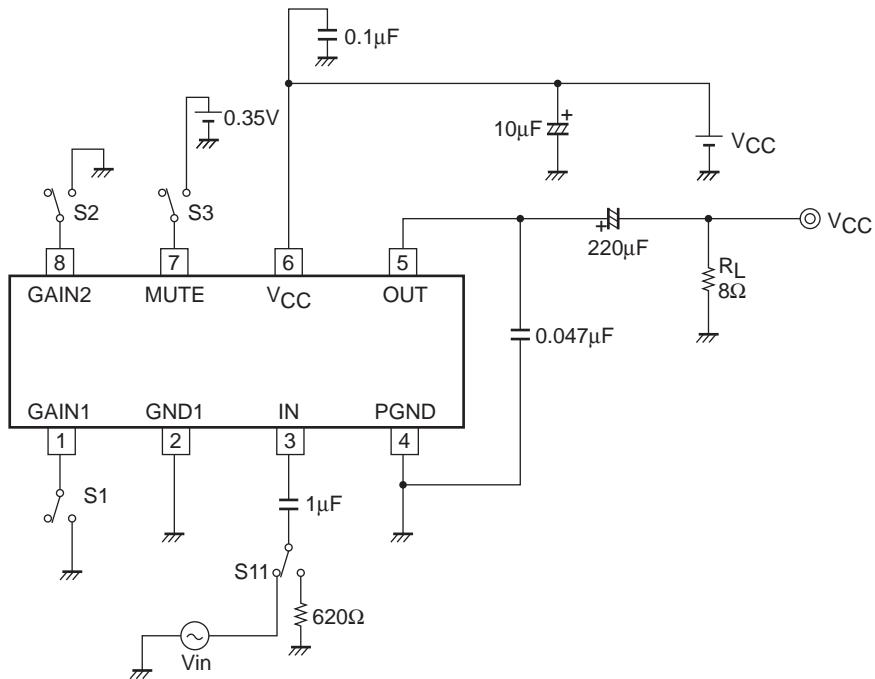 0.1µF
0.35V
10µF
+
VCC
S2
S3
8
7
6
5
+
220µF
VCC
RL
8Ω
GAIN2
MUTE
VCC
OUT
0.047µF
GAIN1
GND1
IN
PGND
1
2
3
4
S1
1µF
S11
620Ω
Vin